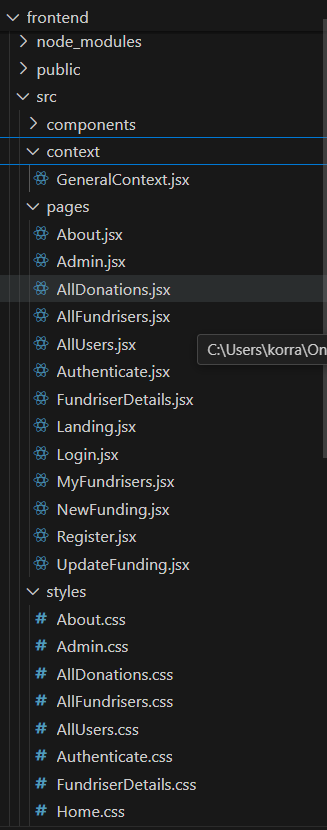 frontend
node_modules
public
src
components
context
GeneralContext.jsx
pages
About.jsx
Admin.jsx
AllDonations.jsx
AllFundrisers.jsx
AllUsers.jsx
C:\Users\korra\On
Authenticate.jsx
FundriserDetails.jsx
Landing.jsx
Login.jsx
MyFundrisers.jsx
NewFunding.jsx
Register.jsx
UpdateFunding.jsx
styles
# About.css
# Admin.css
# AllDonations.css
# AllFundrisers.css
# AllUsers.css
# Authenticate.css
# FundriserDetails.css
# Home.css